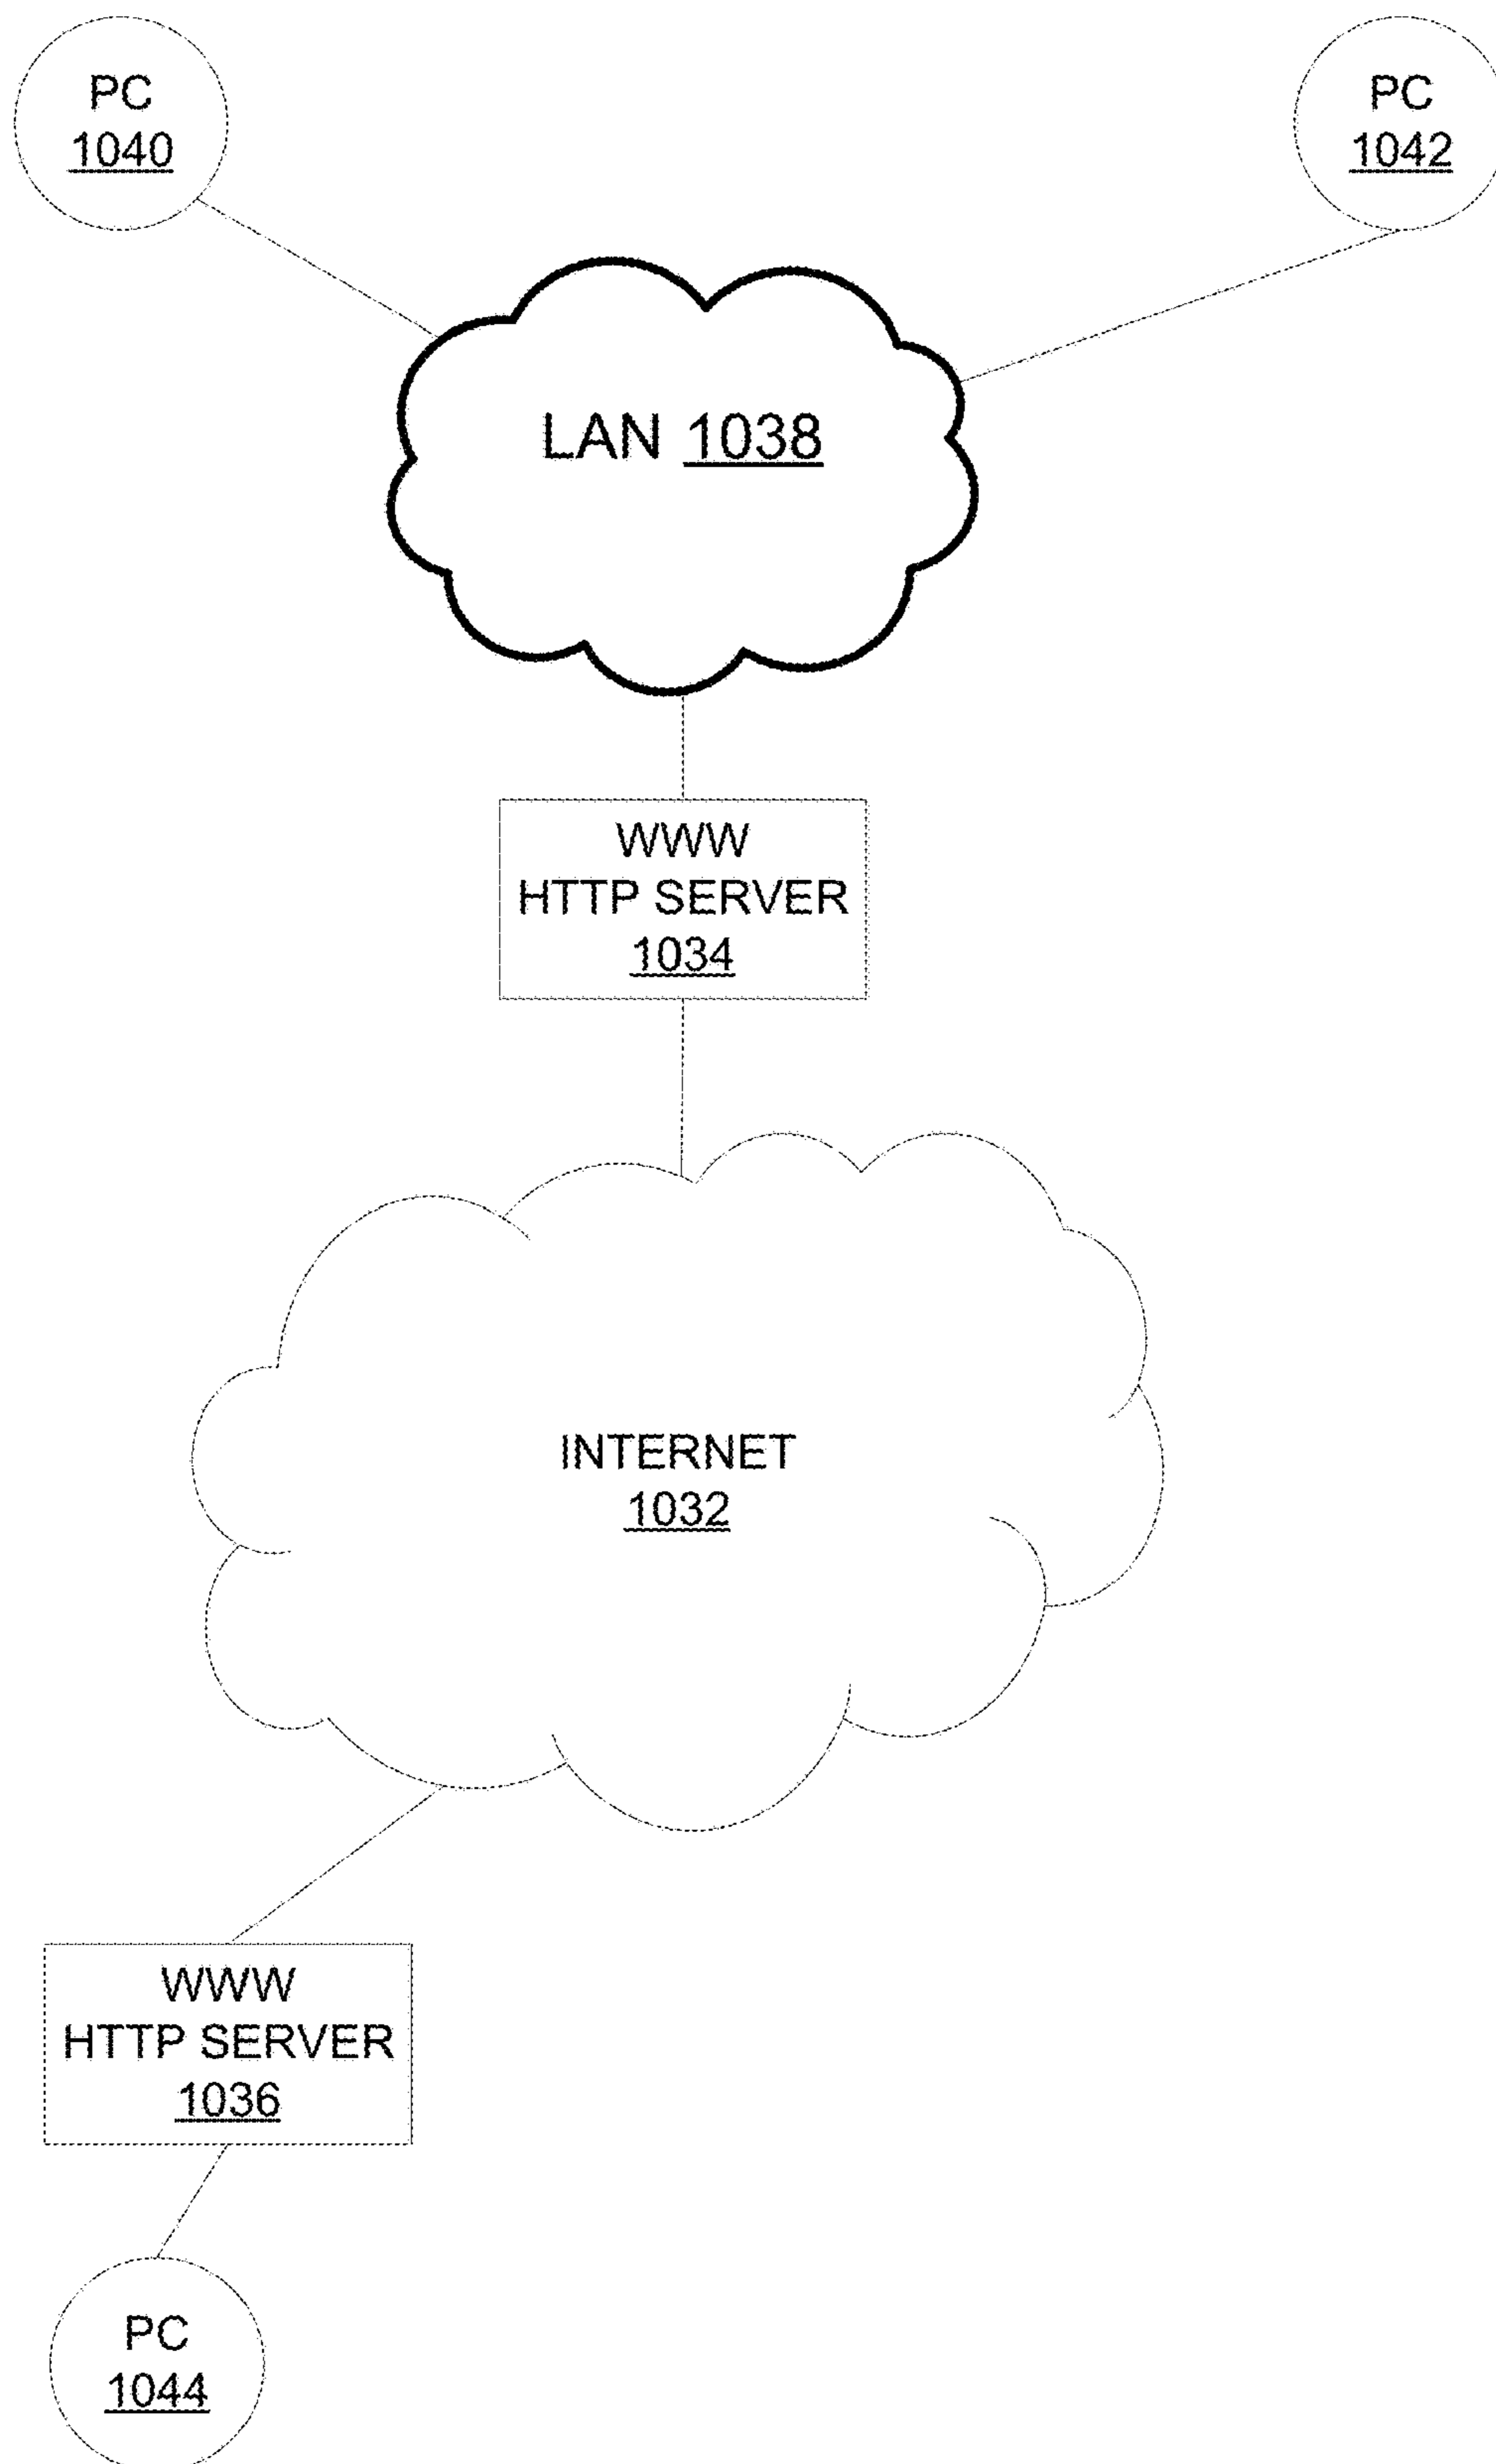 PC
1040
PC
1042
LAN 1038
WWW
HTTP SERVER
1034
INTERNET
1032
WWW
HTTP SERVER
1036
PC
1044